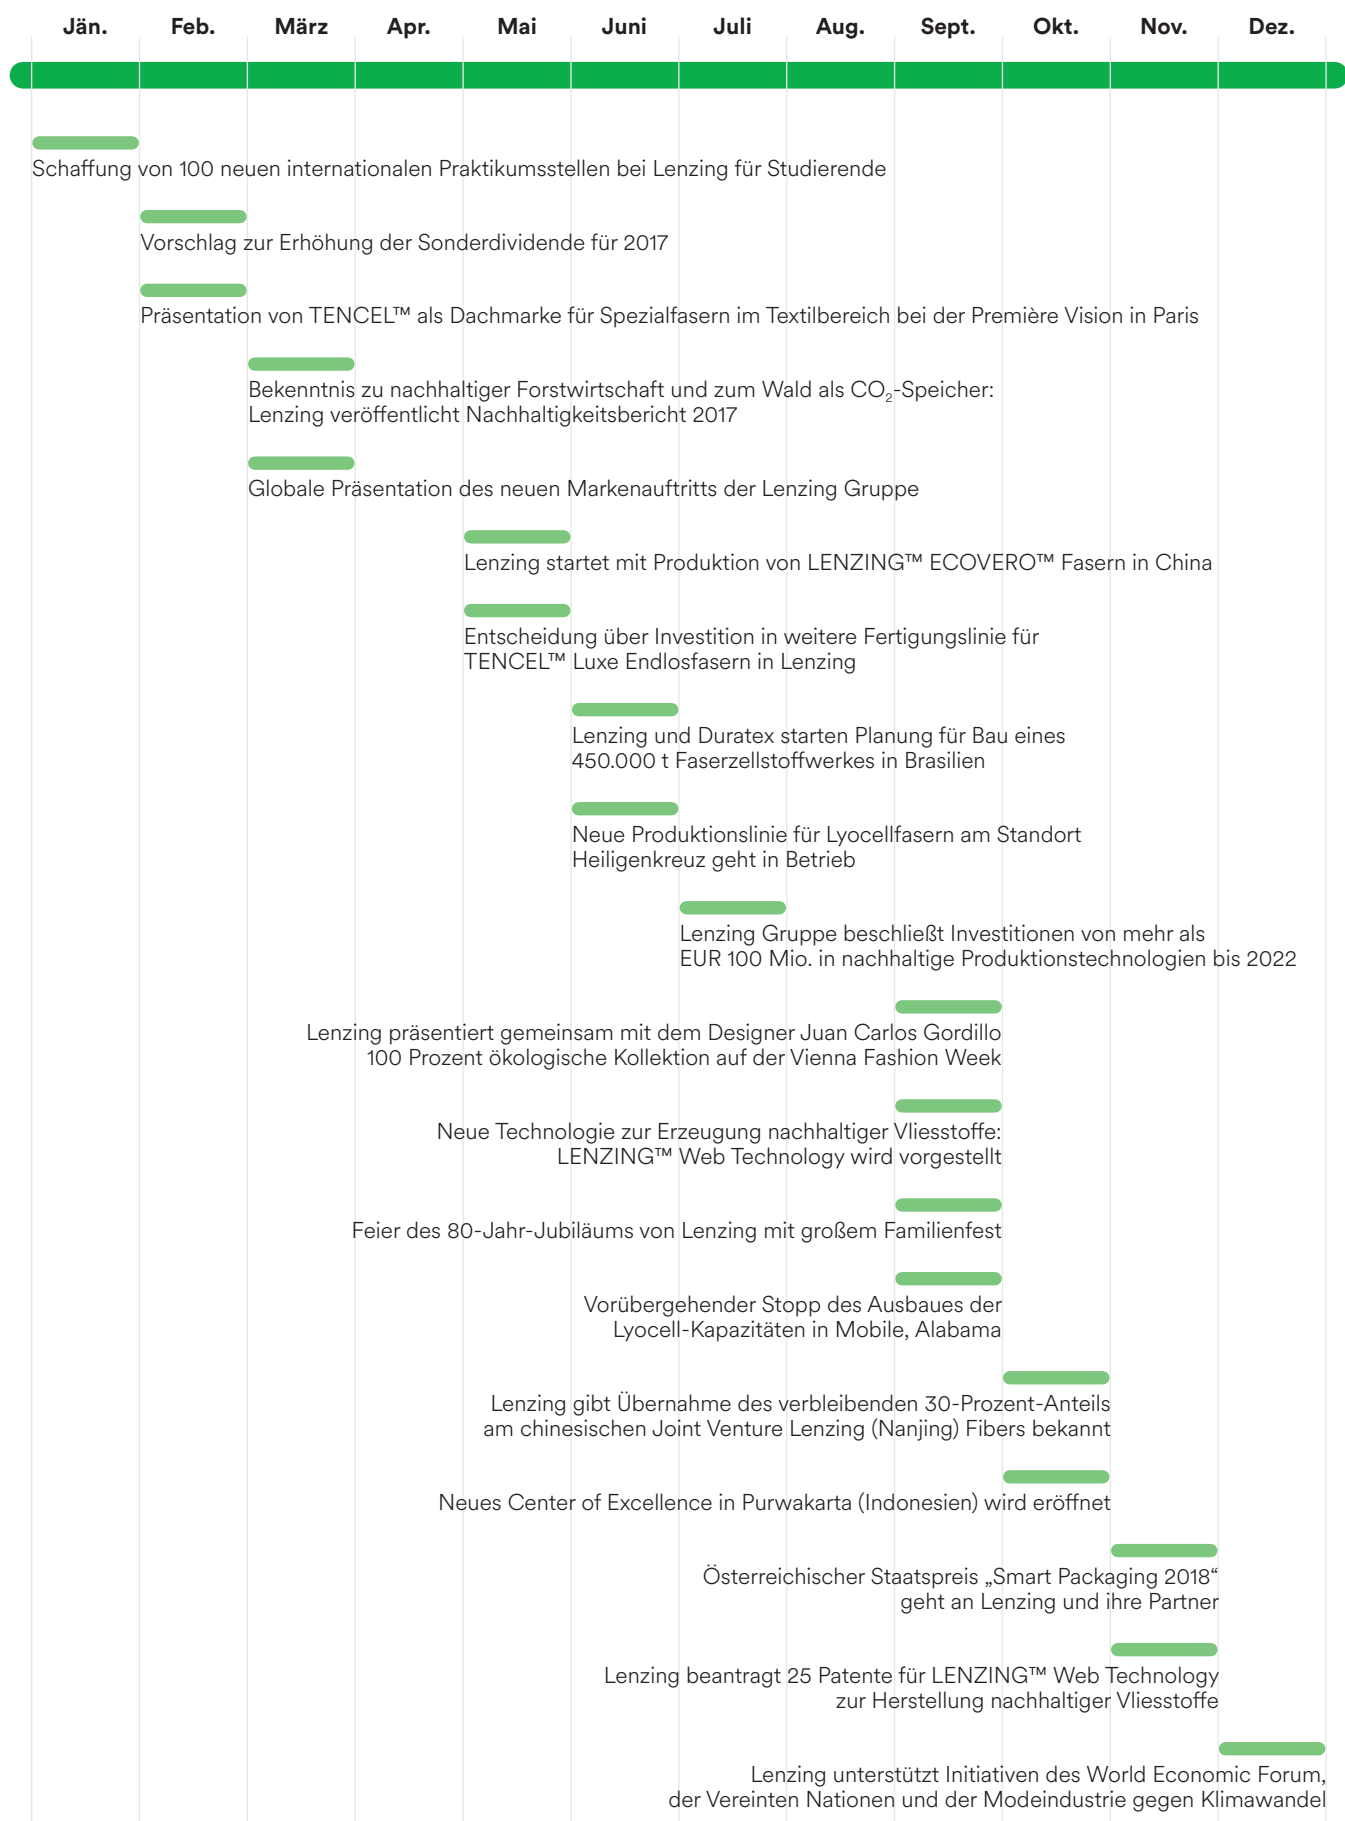 Jän. Feb. März Apr. Mai Juni Juli Aug. Sept. Okt. Nov. Dez.
Schaffung von 100 neuen internationalen Praktikumsstellen bei Lenzing für Studierende
Vorschlag zur Erhöhung der Sonderdividende für 2017
Präsentation von TENCEL™ als Dachmarke für Spezialfasern im Textilbereich bei der Première Vision in Paris
Bekenntnis zu nachhaltiger Forstwirtschaft und zum Wald als CO₂-Speicher:
Lenzing veröffentlicht Nachhaltigkeitsbericht 2017
Globale Präsentation des neuen Markenauftritts der Lenzing Gruppe
Lenzing startet mit Produktion von LENZING™ ECOVERO™ Fasern in China
Entscheidung über Investition in weitere Fertigungslinie für
TENCEL™ Luxe Endlosfasern in Lenzing
Lenzing und Duratex starten Planung für Bau eines
450.000 t Faserzellstoffwerkes in Brasilien
Neue Produktionslinie für Lyocellfasern am Standort
Heiligenkreuz geht in Betrieb
Lenzing Gruppe beschließt Investitionen von mehr als
EUR 100 Mio. in nachhaltige Produktionstechnologien bis 2022
Lenzing präsentiert gemeinsam mit dem Designer Juan Carlos Gordillo
100 Prozent ökologische Kollektion auf der Vienna Fashion Week
Neue Technologie zur Erzeugung nachhaltiger Vliesstoffe:
LENZING™ Web Technology wird vorgestellt
Feier des 80-Jahr-Jubiläums von Lenzing mit großem Familienfest
Vorübergehender Stopp des Ausbaues der
Lyocell-Kapazitäten in Mobile, Alabama
Lenzing gibt Übernahme des verbleibenden 30-Prozent-Anteils
am chinesischen Joint Venture Lenzing (Nanjing) Fibers bekannt
Neues Center of Excellence in Purwakarta (Indonesien) wird eröffnet
Österreichischer Staatspreis „Smart Packaging 2018“
geht an Lenzing und ihre Partner
Lenzing beantragt 25 Patente für LENZING™ Web Technology
zur Herstellung nachhaltiger Vliesstoffe
Lenzing unterstützt Initiativen des World Economic Forum,
der Vereinten Nationen und der Modeindustrie gegen Klimawandel